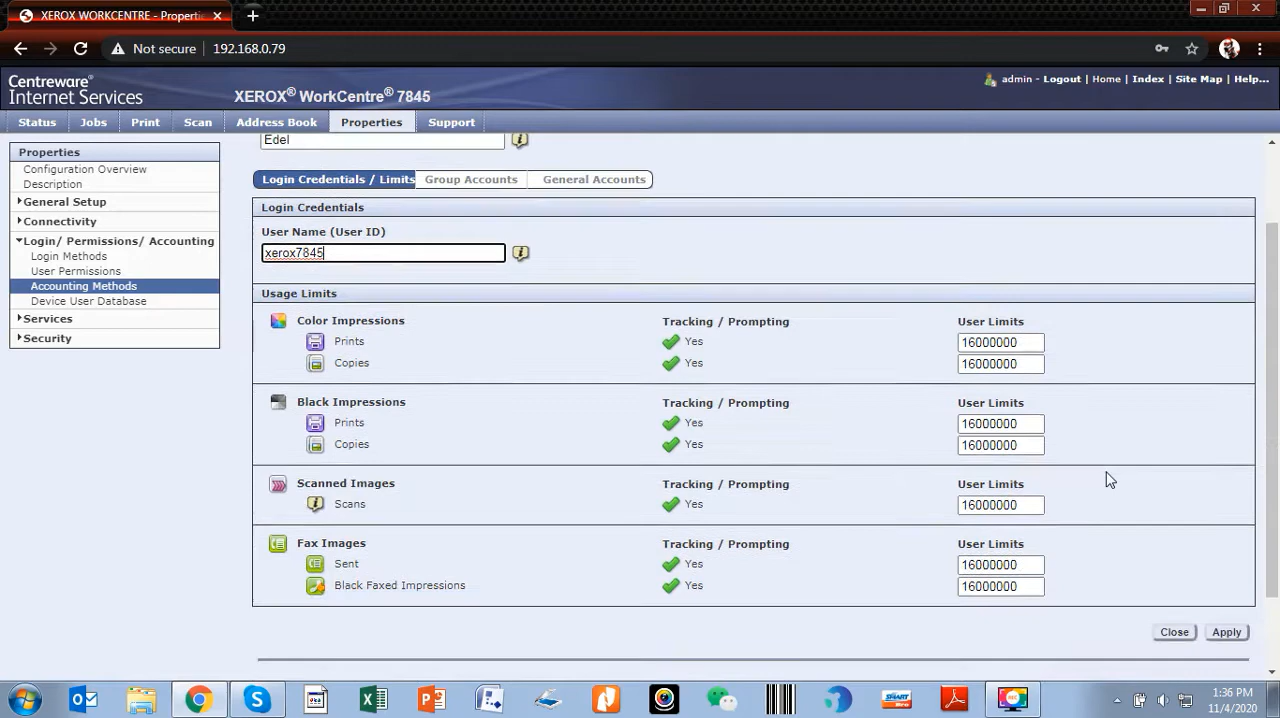 XEROX WORKCENTRE - Properti
Not secure 192.168.0.79
Centreware®
Internet Services
XEROX® WorkCentre® 7845
admin - Logout | Home | Index | Site Map | Help...
Status Jobs Print Scan Address Book Properties Support
Properties
Configuration Overview
Description
General Setup
Connectivity
Login/ Permissions/ Accounting
Login Methods
User Permissions
Accounting Methods
Device User Database
Services
Security
Edel
Login Credentials / Limits Group Accounts General Accounts
Login Credentials
User Name (User ID)
xerox7845
Usage Limits
Color Impressions Tracking / Prompting User Limits
Prints Yes 16000000
Copies Yes 16000000
Black Impressions Tracking / Prompting User Limits
Prints Yes 16000000
Copies Yes 16000000
Scanned Images Tracking / Prompting User Limits
Scans Yes 16000000
Fax Images Tracking / Prompting User Limits
Sent Yes 16000000
Black Faxed Impressions Yes 16000000
Close Apply
1:36 PM
11/4/2020